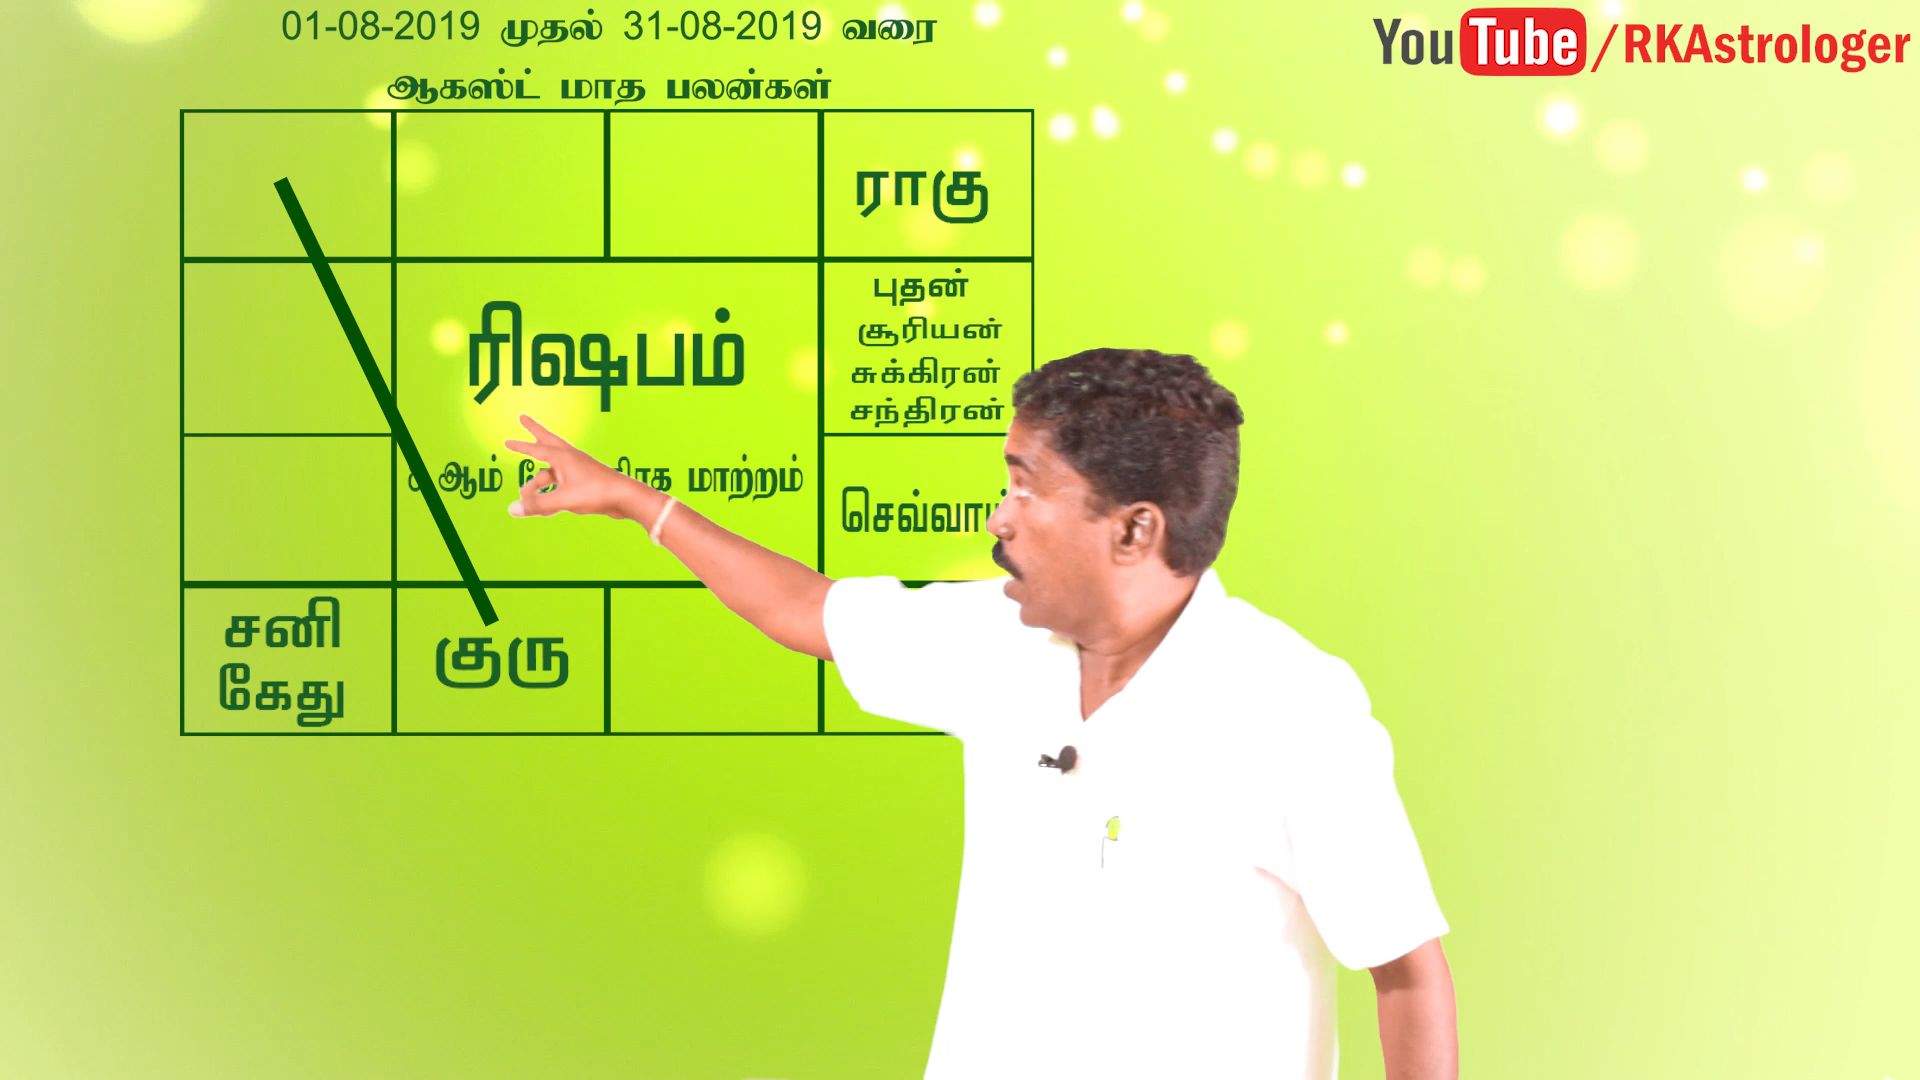 01-08-2019 முதல் 31-08-2019 வரை
ஆகஸ்ட் மாத பலன்கள்
YouTube/RKAstrologer
ராகு
புதன்
சூரியன்
சுக்கிரன்
சந்திரன்
ரிஷபம்
ஆம் மாற்றம்
செவ்வாய்
சனி
கேது
குரு